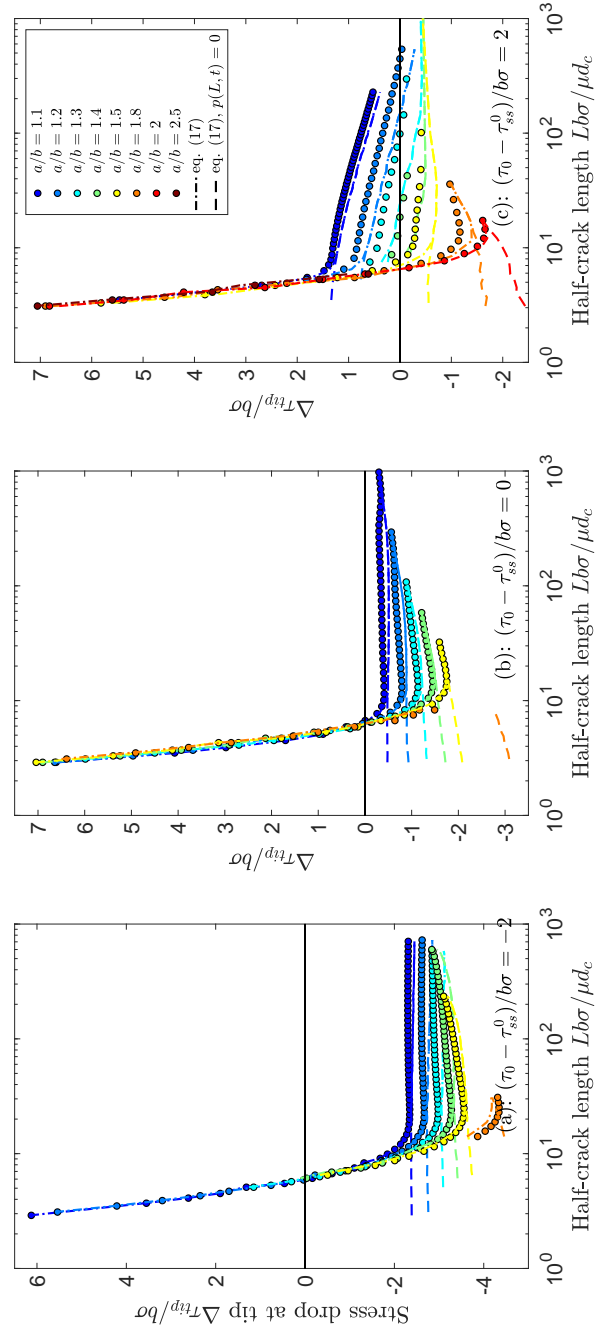 Stress drop at tip Δτ_tip/bσ
6
4
2
0
-2
-4
10^0
10^1
10^2
10^3
(a): (τ_0 − τ_ss^0)/bσ = −2
Half-crack length Lbσ/μd_c
Δτ_tip/bσ
7
6
5
4
3
2
1
0
-1
-2
-3
10^0
10^1
10^2
10^3
(b): (τ_0 − τ_ss^0)/bσ = 0
Half-crack length Lbσ/μd_c
Δτ_tip/bσ
7
6
5
4
3
2
1
0
-1
-2
10^0
10^1
10^2
10^3
(c): (τ_0 − τ_ss^0)/bσ = 2
Half-crack length Lbσ/μd_c
a/b = 1.1
a/b = 1.2
a/b = 1.3
a/b = 1.4
a/b = 1.5
a/b = 1.8
a/b = 2
a/b = 2.5
eq. (17)
eq. (17), p(L, t) = 0